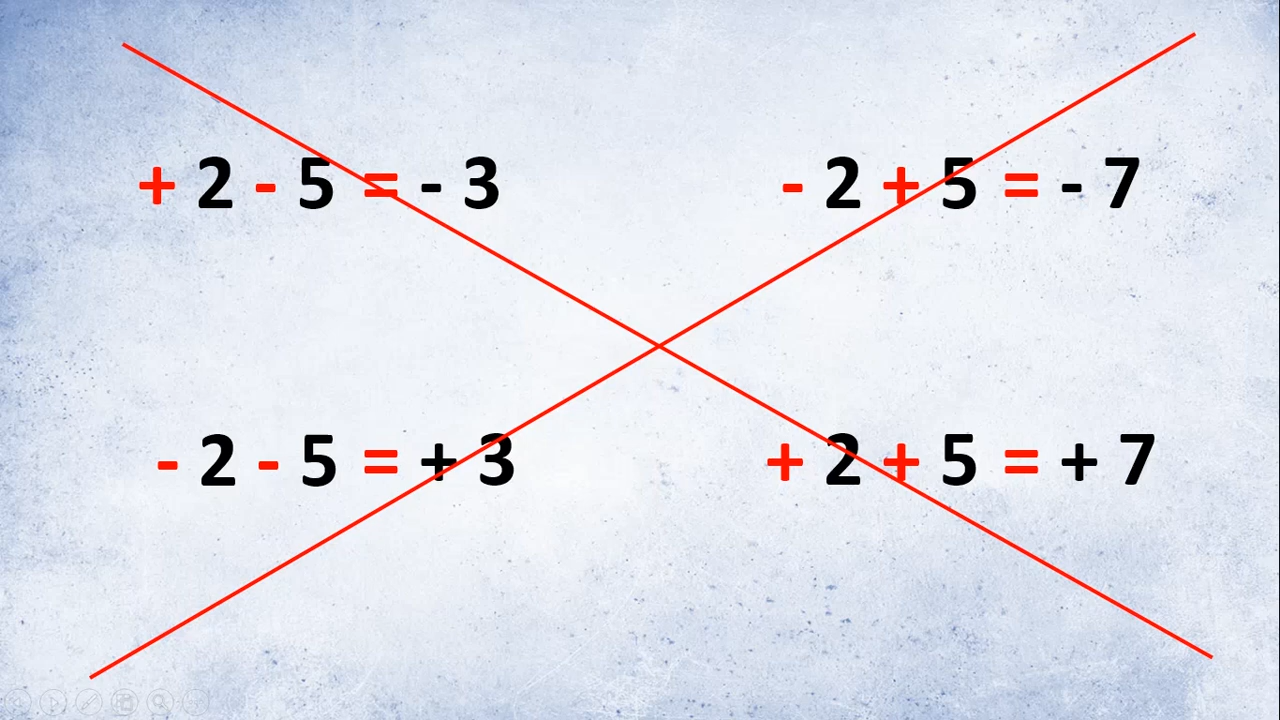 + 2 - 5 = - 3
- 2 + 5 = - 7
- 2 - 5 = + 3
+ 2 + 5 = + 7